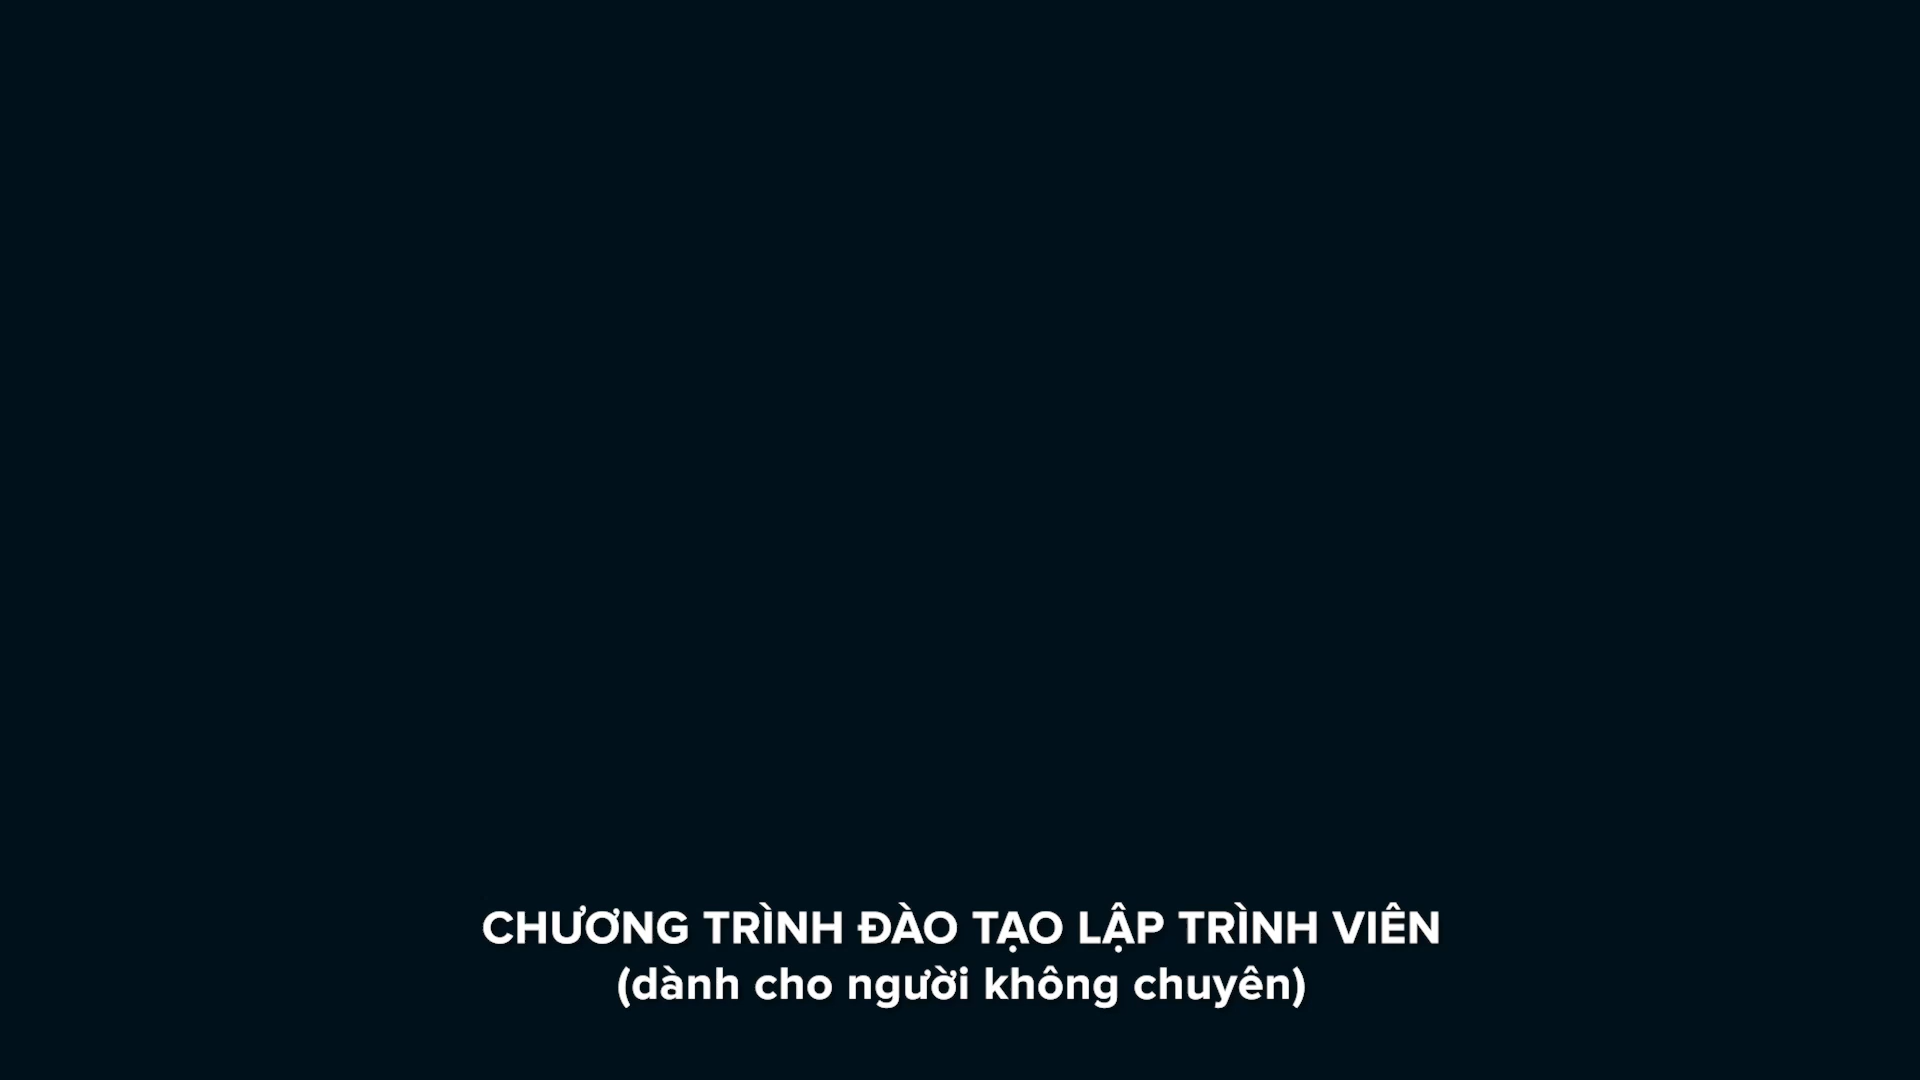 CHƯƠNG TRÌNH ĐÀO TẠO LẬP TRÌNH VIÊN
(dành cho người không chuyên)